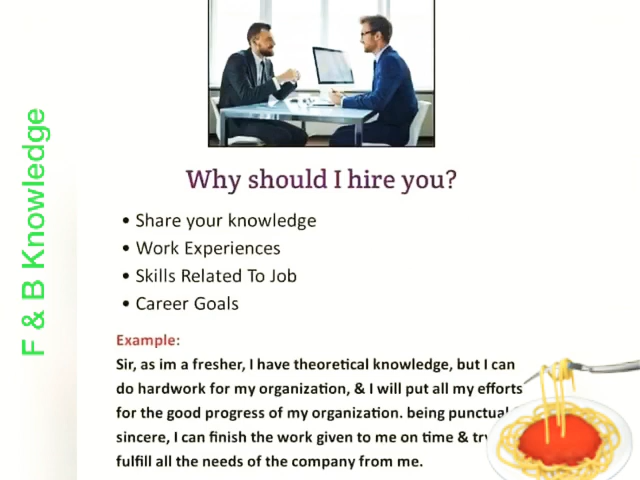 F & B Knowledge
Why should I hire you?
• Share your knowledge
• Work Experiences
• Skills Related To Job
• Career Goals
Example:
Sir, as im a fresher, I have theoretical knowledge, but I can
do hardwork for my organization, & I will put all my efforts
for the good progress of my organization. being punctual
sincere, I can finish the work given to me on time & try
fulfill all the needs of the company from me.